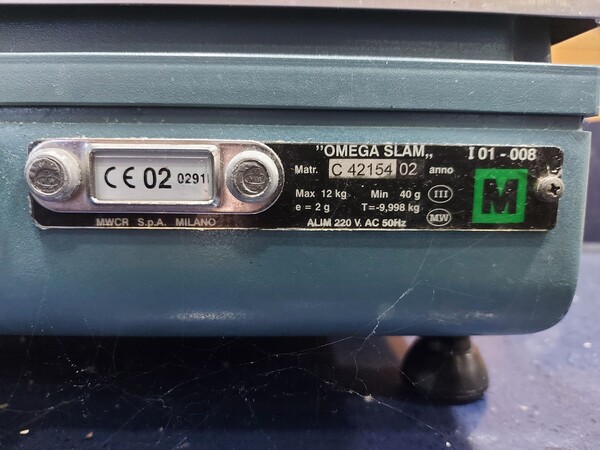 "OMEGA SLAM„ I 01 - 008
CE 02 0291
Matr. C 42154 02 anno
Max 12 kg Min 40 g III
e = 2 g T=-9,998 kg MW
M
MWCR S.p.A. MILANO
ALIM 220 V. AC 50Hz